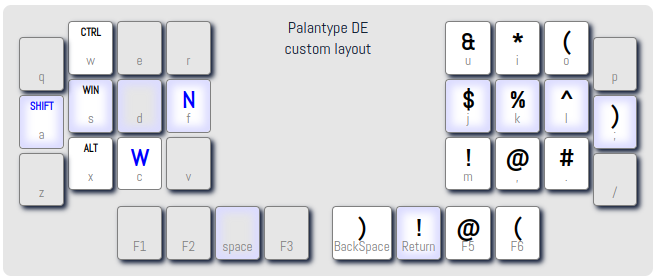 Palantype DE
custom layout
CTRL & * (
q w e r u i o p
SHIFT WIN N $ % ^ )
a s d f j k l ;
ALT W ! @ #
z x c v m , . /
) ! @ (
F1 F2 space F3 BackSpace Return F5 F6